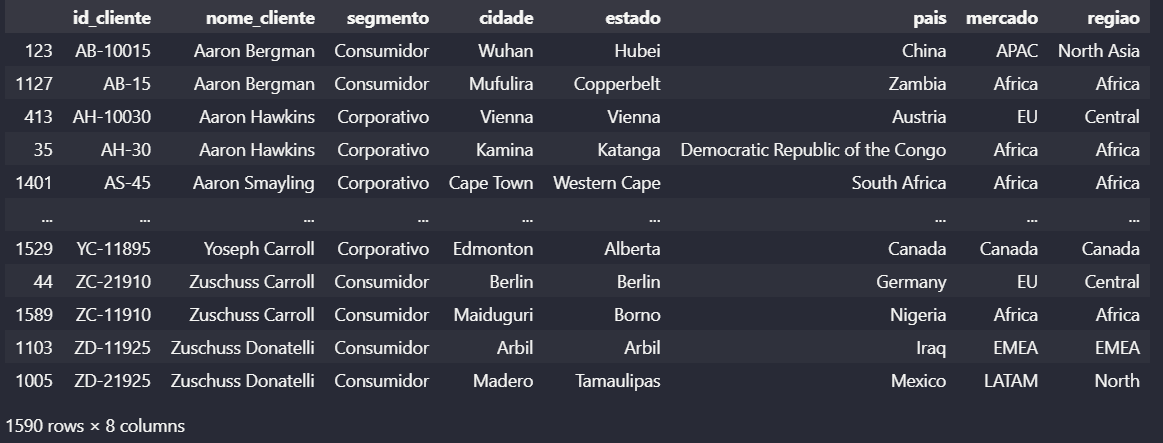 id_cliente nome_cliente segmento cidade estado pais mercado regiao
123 AB-10015 Aaron Bergman Consumidor Wuhan Hubei China APAC North Asia
1127 AB-15 Aaron Bergman Consumidor Mufulira Copperbelt Zambia Africa Africa
413 AH-10030 Aaron Hawkins Corporativo Vienna Vienna Austria EU Central
35 AH-30 Aaron Hawkins Corporativo Kamina Katanga Democratic Republic of the Congo Africa Africa
1401 AS-45 Aaron Smayling Corporativo Cape Town Western Cape South Africa Africa Africa
... ... ... ... ... ... ... ... ...
1529 YC-11895 Yoseph Carroll Corporativo Edmonton Alberta Canada Canada Canada
44 ZC-21910 Zuschuss Carroll Consumidor Berlin Berlin Germany EU Central
1589 ZC-11910 Zuschuss Carroll Consumidor Maiduguri Borno Nigeria Africa Africa
1103 ZD-11925 Zuschuss Donatelli Consumidor Arbil Arbil Iraq EMEA EMEA
1005 ZD-21925 Zuschuss Donatelli Consumidor Madero Tamaulipas Mexico LATAM North
1590 rows × 8 columns